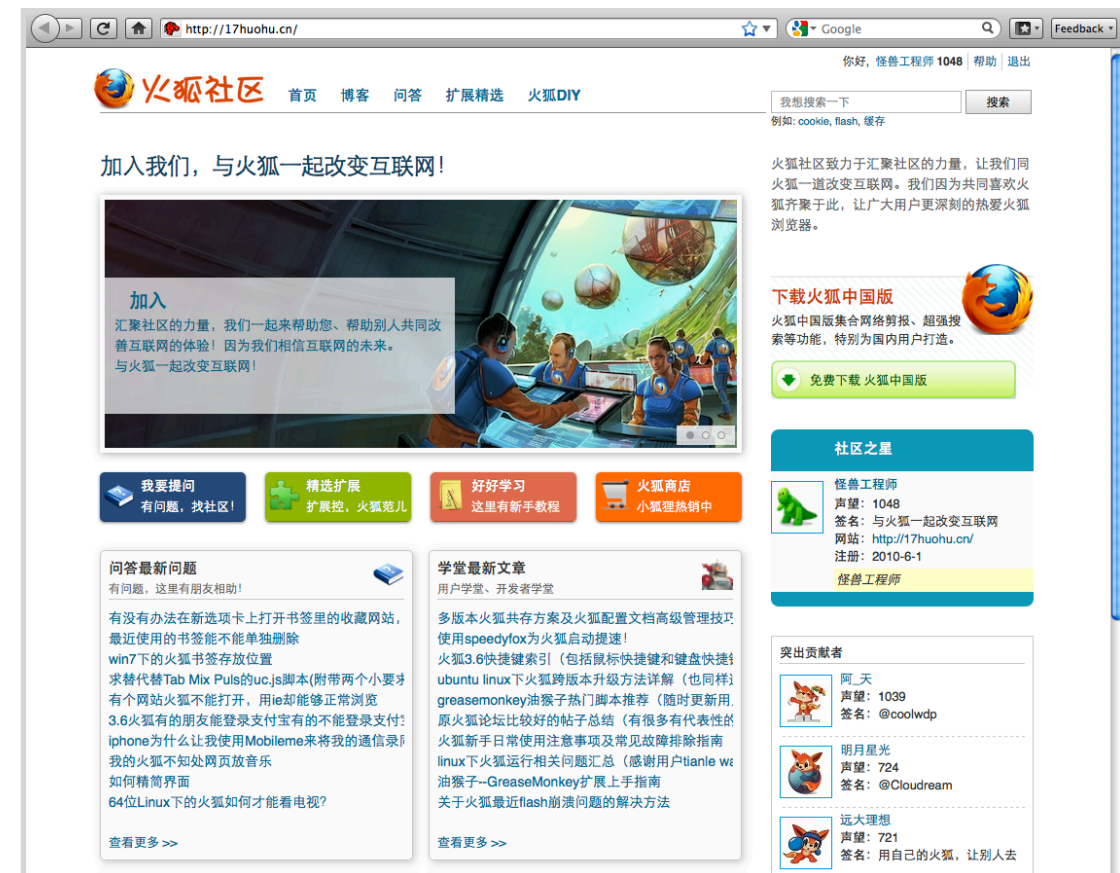 http://17huohu.cn/
Google
Feedback
你好, 怪兽工程师 1048 帮助 退出
火狐社区
首页 博客 问答 扩展精选 火狐DIY
我想搜索一下 搜索
例如: cookie, flash, 缓存
加入我们，与火狐一起改变互联网！
加入
汇聚社区的力量，我们一起来帮助您、帮助别人共同改
善互联网的体验！因为我们相信互联网的未来。
与火狐一起改变互联网！
我要提问
有问题，找社区！
精选扩展
扩展控，火狐范儿
好好学习
这里有新手教程
火狐商店
小狐狸热销中
问答最新问题
有问题，这里有朋友相助！
有没有办法在新选项卡上打开书签里的收藏网站，
最近使用的书签能不能单独删除
win7下的火狐书签存放位置
求替代替Tab Mix Puls的uc.js脚本(附带两个小要求
有个网站火狐不能打开，用ie却能够正常浏览
3.6火狐有的朋友能登录支付宝有的不能登录支付宝
iphone为什么让我使用Mobileme来将我的通信录同
我的火狐不知处网页放音乐
如何精简界面
64位Linux下的火狐如何才能看电视?
查看更多 >>
学堂最新文章
用户学堂、开发者学堂
多版本火狐共存方案及火狐配置文档高级管理技巧
使用speedyfox为火狐启动提速！
火狐3.6快捷键索引（包括鼠标快捷键和键盘快捷键
ubuntu linux下火狐跨版本升级方法详解（也同样适
greasemonkey油猴子热门脚本推荐（随时更新用
原火狐论坛比较好的帖子总结（有很多有代表性的
火狐新手日常使用注意事项及常见故障排除指南
linux下火狐运行相关问题汇总（感谢用户tianle wa
油猴子--GreaseMonkey扩展上手指南
关于火狐最近flash崩溃问题的解决方法
查看更多 >>
火狐社区致力于汇聚社区的力量，让我们同
火狐一道改变互联网。我们因为共同喜欢火
狐齐聚于此，让广大用户更深刻的热爱火狐
浏览器。
下载火狐中国版
火狐中国版集合网络剪报、超强搜
索等功能，特别为国内用户打造。
免费下载 火狐中国版
社区之星
怪兽工程师
声望：1048
签名：与火狐一起改变互联网
网站：http://17huohu.cn/
注册：2010-6-1
怪兽工程师
突出贡献者
阿_天
声望：1039
签名：@coolwdp
明月星光
声望：724
签名：@Cloudream
远大理想
声望：721
签名：用自己的火狐，让别人去